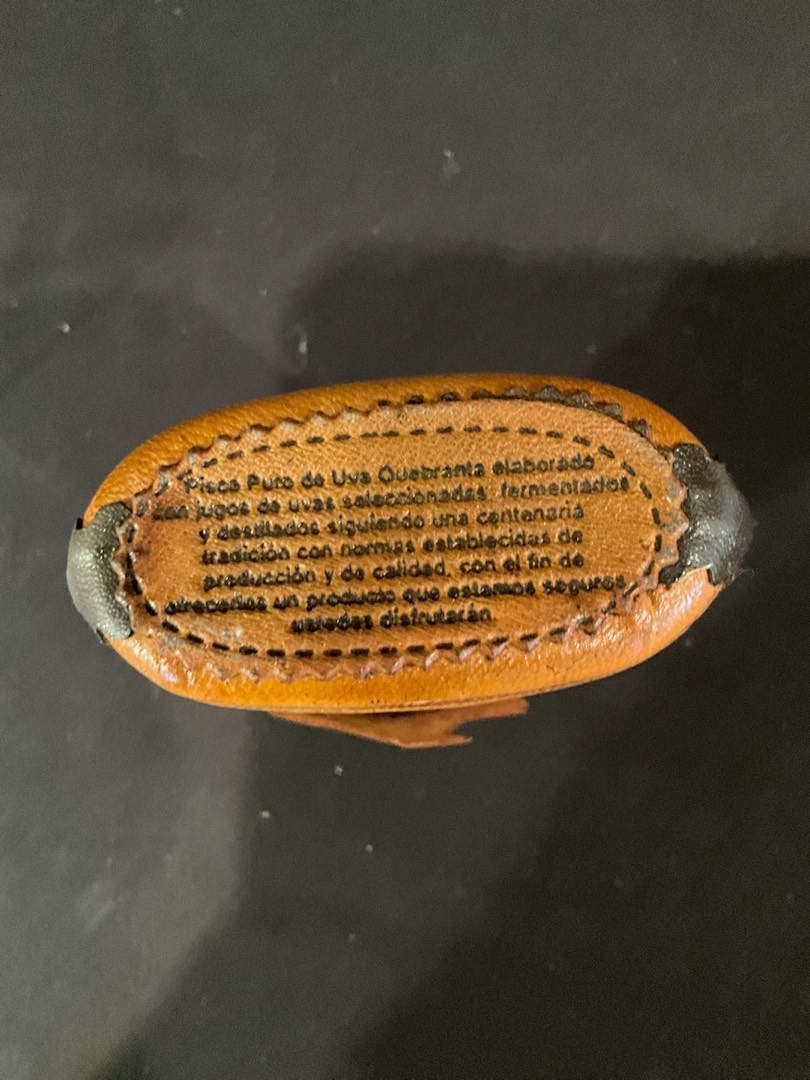 Pisco Puro de Uva Quebranta elaborado
con jugos de uvas seleccionadas, fermentados
y destilados siguiendo una centenaria
tradición con normas establecidas de
producción y de calidad, con el fin de
ofrecerles un producto que estamos seguros
ustedes disfrutarán